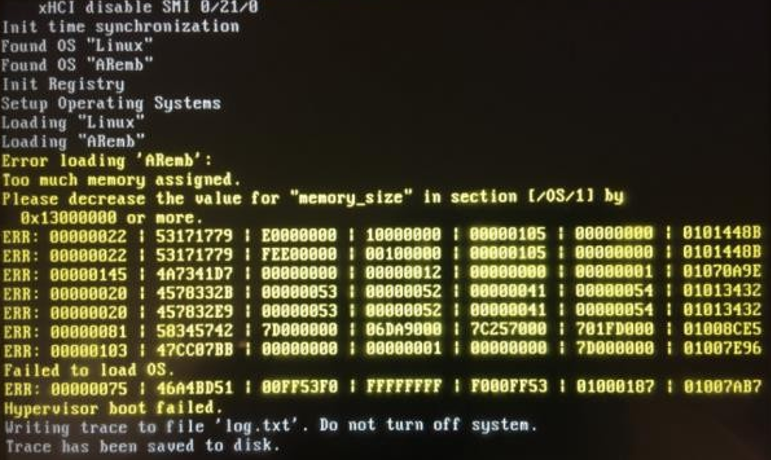 xHCI disable SMI 0/21/0
Init time synchronization
Found OS "Linux"
Found OS "ARemb"
Init Registry
Setup Operating Systems
Loading "Linux"
Loading "ARemb"
Error loading 'ARemb':
Too much memory assigned.
Please decrease the value for "memory_size" in section [/OS/1] by
0x13000000 or more.
ERR: 00000022 | 53171779 | E0000000 | 10000000 | 00000105 | 00000000 | 0101448B
ERR: 00000022 | 53171779 | FEE00000 | 00100000 | 00000105 | 00000000 | 0101448B
ERR: 00000145 | 4A7341D7 | 00000000 | 00000012 | 00000000 | 00000001 | 01070A9E
ERR: 00000020 | 4578332B | 00000053 | 00000052 | 00000041 | 00000054 | 01013432
ERR: 00000020 | 457832E9 | 00000053 | 00000052 | 00000041 | 00000054 | 01013432
ERR: 00000081 | 58345742 | 7D000000 | 06DA9000 | 7C257000 | 701FD000 | 01008CE5
ERR: 00000103 | 47CC07BB | 00000000 | 00000001 | 00000000 | 7D000000 | 01007E96
Failed to load OS.
ERR: 00000075 | 46A4BD51 | 00FF53F0 | FFFFFFFF | F000FF53 | 01000187 | 01007AB7
Hypervisor boot failed.
Writing trace to file 'log.txt'. Do not turn off system.
Trace has been saved to disk.